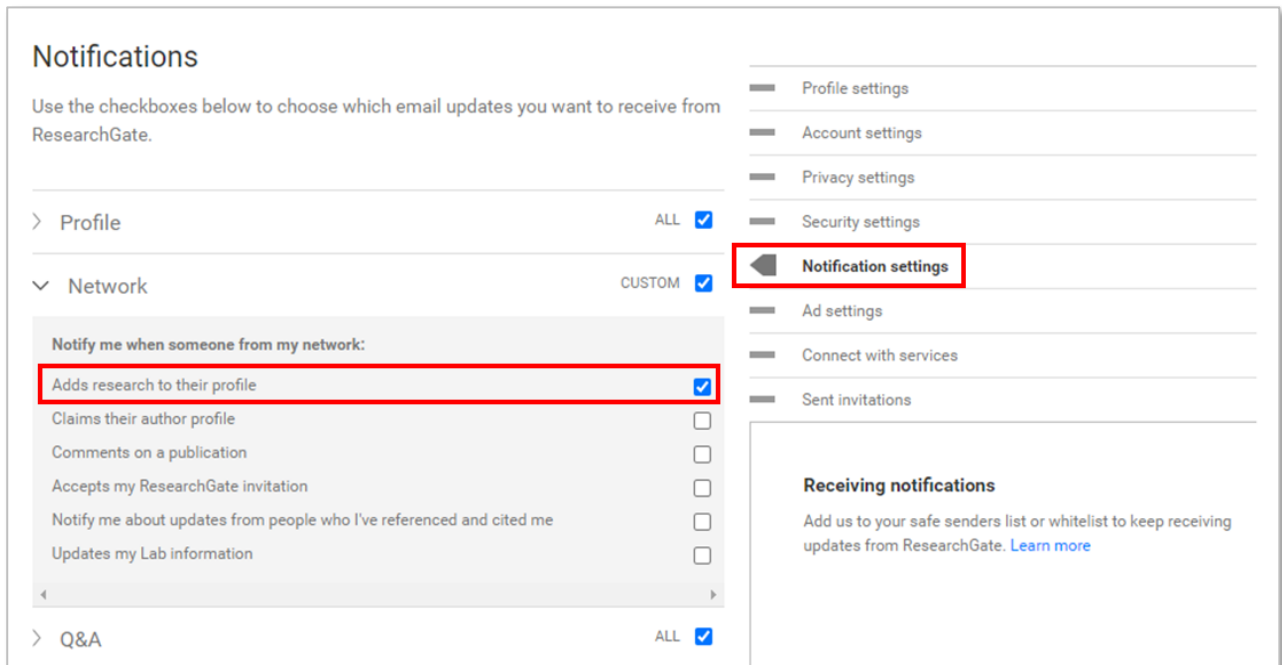 Notifications
Use the checkboxes below to choose which email updates you want to receive from
ResearchGate.
Profile
ALL
Network
CUSTOM
Notify me when someone from my network:
Adds research to their profile
Claims their author profile
Comments on a publication
Accepts my ResearchGate invitation
Notify me about updates from people who I've referenced and cited me
Updates my Lab information
Q&A
ALL
Profile settings
Account settings
Privacy settings
Security settings
Notification settings
Ad settings
Connect with services
Sent invitations
Receiving notifications
Add us to your safe senders list or whitelist to keep receiving
updates from ResearchGate. Learn more